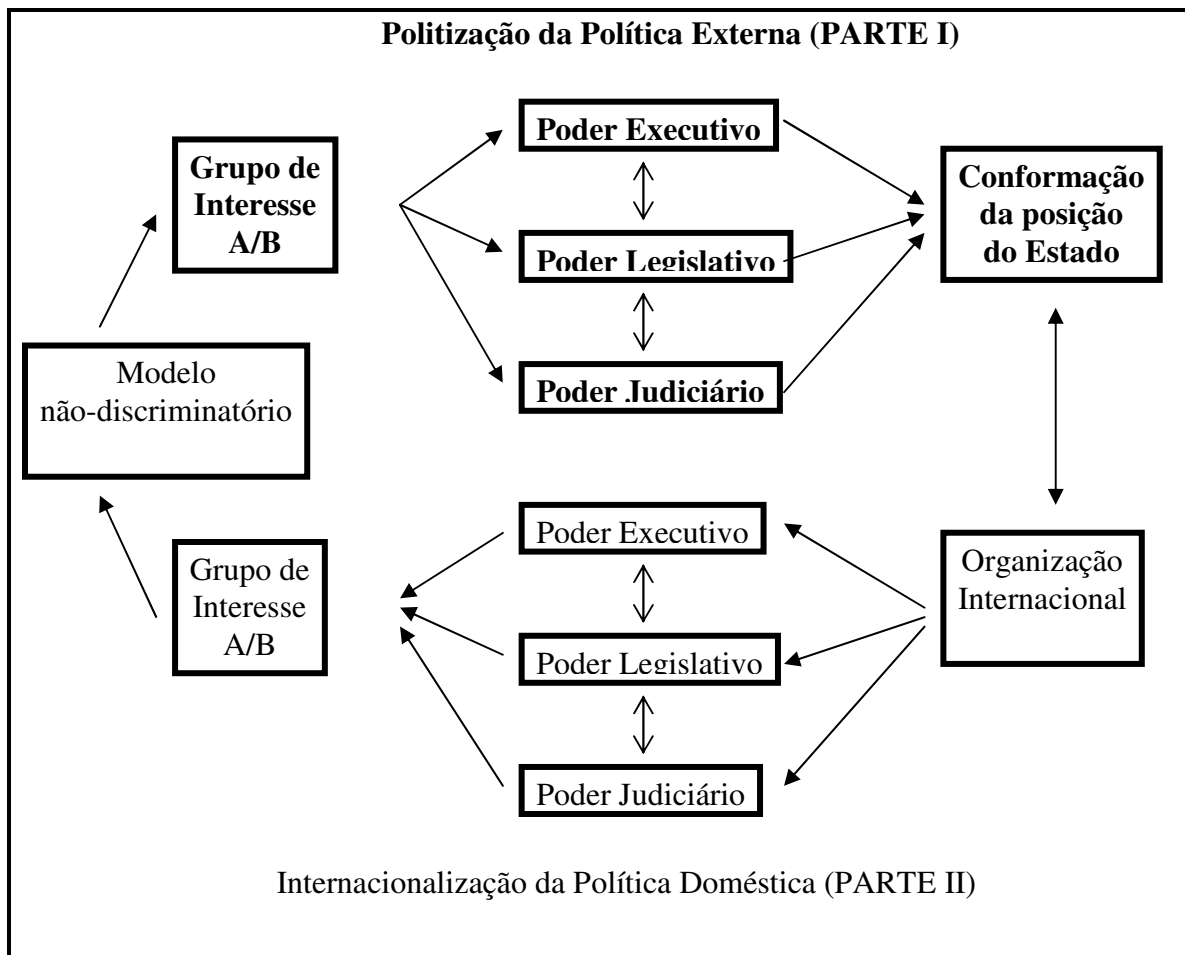 Politização da Política Externa (PARTE I)
Poder Executivo
Grupo de
Interesse
A/B
Conformação
da posição
do Estado
Poder Legislativo
Modelo
não-discriminatório
Poder Judiciário
Poder Executivo
Grupo de
Interesse
A/B
Organização
Internacional
Poder Legislativo
Poder Judiciário
Internacionalização da Política Doméstica (PARTE II)